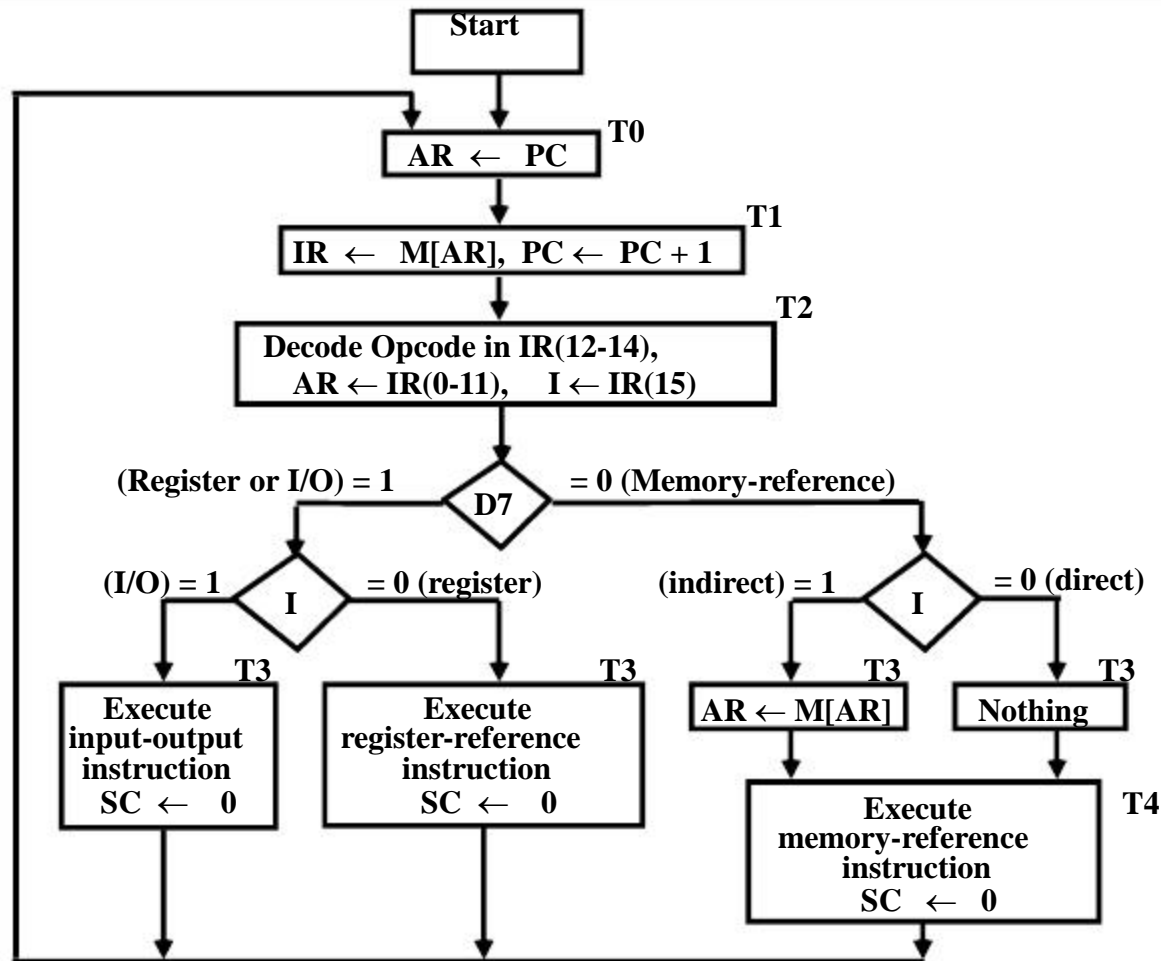 Start
T0
AR ← PC
T1
IR ← M[AR], PC ← PC + 1
T2
Decode Opcode in IR(12-14),
AR ← IR(0-11), I ← IR(15)
(Register or I/O) = 1
D7
= 0 (Memory-reference)
(I/O) = 1
I
= 0 (register)
(indirect) = 1
I
= 0 (direct)
T3
Execute
input-output
instruction
SC ← 0
T3
Execute
register-reference
instruction
SC ← 0
T3
AR ← M[AR]
T3
Nothing
T4
Execute
memory-reference
instruction
SC ← 0